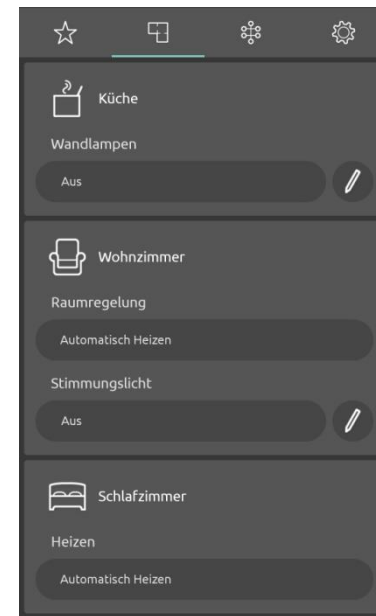 Küche
Wandlampen
Aus
Wohnzimmer
Raumregelung
Automatisch Heizen
Stimmungslicht
Aus
Schlafzimmer
Heizen
Automatisch Heizen